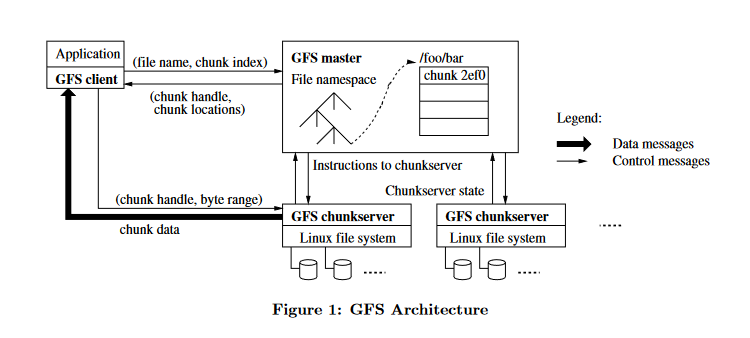 Application
GFS client
(file name, chunk index)
(chunk handle,
chunk locations)
GFS master
File namespace
/foo/bar
chunk 2ef0
Legend:
Data messages
Control messages
Instructions to chunkserver
Chunkserver state
(chunk handle, byte range)
chunk data
GFS chunkserver
Linux file system
GFS chunkserver
Linux file system
Figure 1: GFS Architecture